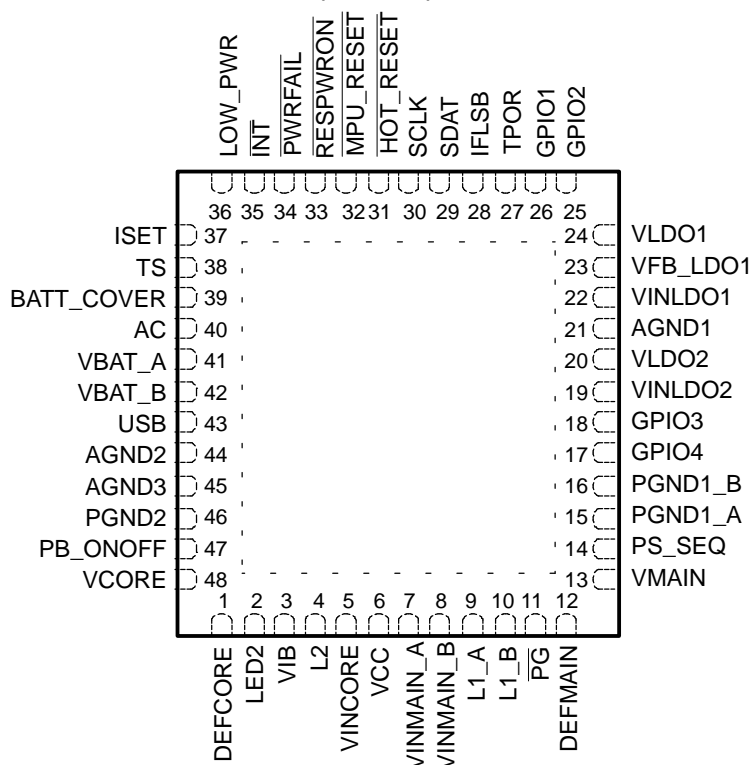 LOW_PWR
INT
PWRFAIL
RESPWRON
MPU_RESET
HOT_RESET
SCLK
SDAT
IFLSB
TPOR
GPIO1
GPIO2
36 35 34 33 32 31 30 29 28 27 26 25
ISET 37
TS 38
BATT_COVER 39
AC 40
VBAT_A 41
VBAT_B 42
USB 43
AGND2 44
AGND3 45
PGND2 46
PB_ONOFF 47
VCORE 48
24 VLDO1
23 VFB_LDO1
22 VINLDO1
21 AGND1
20 VLDO2
19 VINLDO2
18 GPIO3
17 GPIO4
16 PGND1_B
15 PGND1_A
14 PS_SEQ
13 VMAIN
1 2 3 4 5 6 7 8 9 10 11 12
DEFCORE
LED2
VIB
L2
VINCORE
VCC
VINMAIN_A
VINMAIN_B
L1_A
L1_B
PG
DEFMAIN